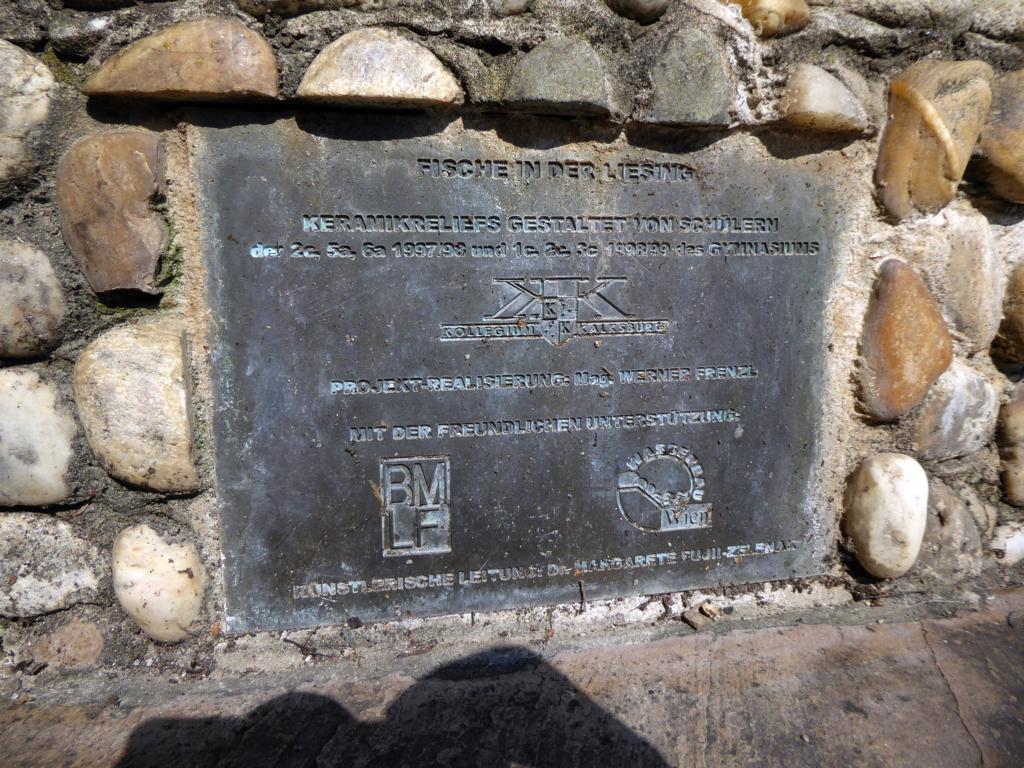 FISCHE IN DER LIESING
KERAMIKRELIEFS GESTALTET VON SCHÜLERN
der 2c, 5a, 6a 1997/98 und 1c, 2c, 3c 1998/99 des GYMNASIUMS
K K
R
K
KOLLEGIUM KALKSBURG
PROJEKT-REALISIERUNG: Mag. WERNER FRENZL
MIT DER FREUNDLICHEN UNTERSTÜTZUNG:
BM
LF
WASSERBAU
Wien
KÜNSTLERISCHE LEITUNG: Dr. MARGARETE FUJII-ZELENAK